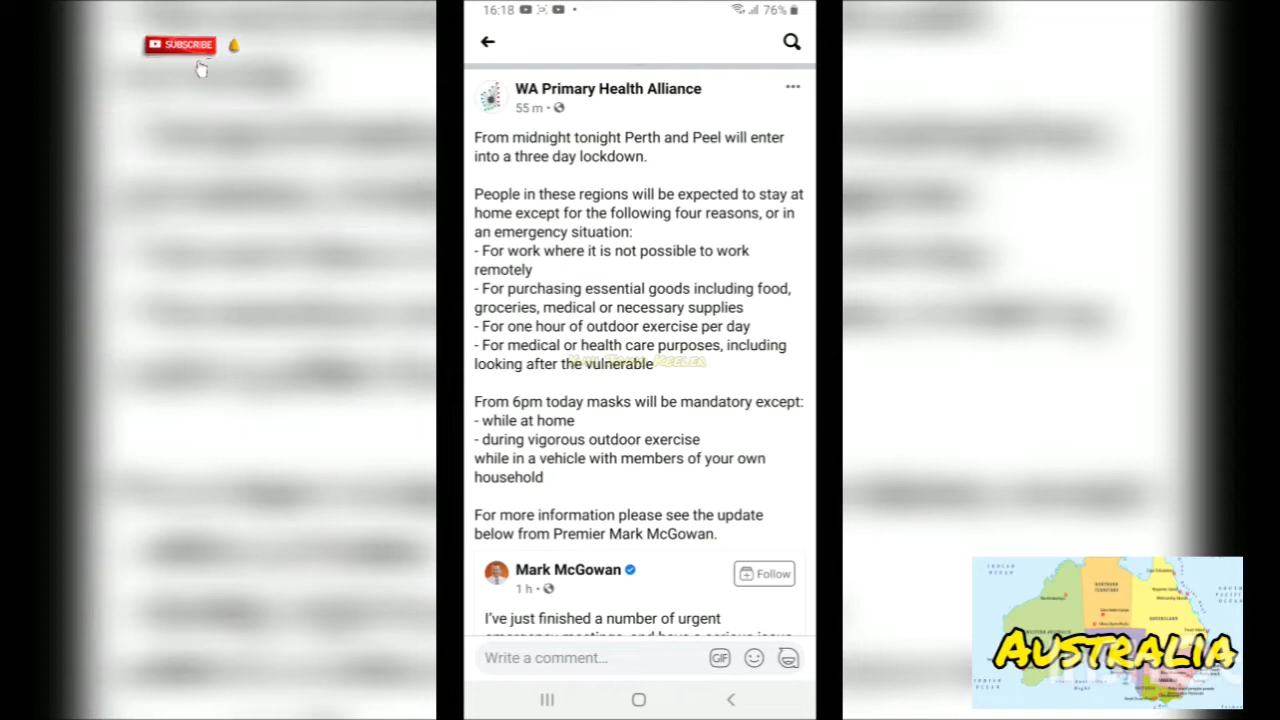 16:18
76%
SUBSCRIBE
WA Primary Health Alliance
55 m
From midnight tonight Perth and Peel will enter
into a three day lockdown.
People in these regions will be expected to stay at
home except for the following four reasons, or in
an emergency situation:
- For work where it is not possible to work
remotely
- For purchasing essential goods including food,
groceries, medical or necessary supplies
- For one hour of outdoor exercise per day
- For medical or health care purposes, including
looking after the vulnerable
From 6pm today masks will be mandatory except:
- while at home
- during vigorous outdoor exercise
while in a vehicle with members of your own
household
For more information please see the update
below from Premier Mark McGowan.
Mark McGowan
Follow
1 h
I've just finished a number of urgent
Write a comment...
GIF
NORTHERN
TERRITORY
AUSTRALIA